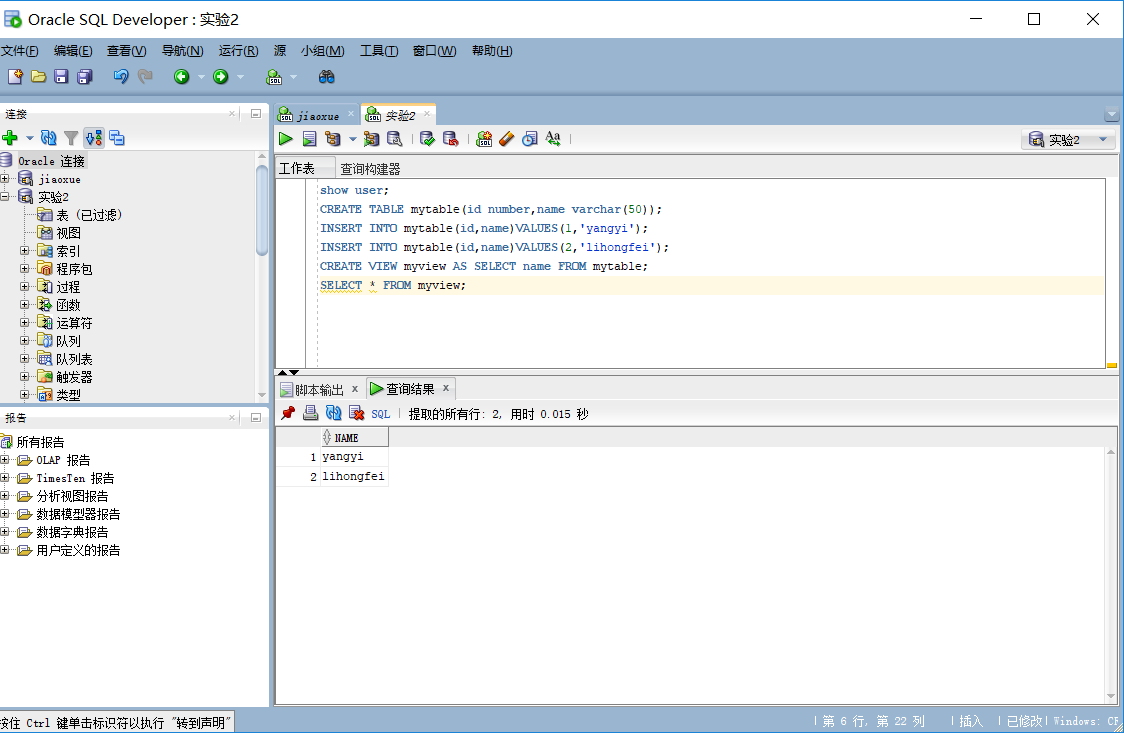 Oracle SQL Developer : 实验2
文件(F) 编辑(E) 查看(V) 导航(N) 运行(R) 源 小组(M) 工具(T) 窗口(W) 帮助(H)
连接
Oracle 连接
jiaoxue
实验2
表 (已过滤)
视图
索引
程序包
过程
函数
运算符
队列
队列表
触发器
类型
报告
所有报告
OLAP 报告
TimesTen 报告
分析视图报告
数据模型器报告
数据字典报告
用户定义的报告
jiaoxue 实验2
实验2
工作表 查询构建器
show user;
CREATE TABLE mytable(id number,name varchar(50));
INSERT INTO mytable(id,name)VALUES(1,'yangyi');
INSERT INTO mytable(id,name)VALUES(2,'lihongfei');
CREATE VIEW myview AS SELECT name FROM mytable;
SELECT * FROM myview;
脚本输出 查询结果
SQL 提取的所有行: 2, 用时 0.015 秒
NAME
1 yangyi
2 lihongfei
按住 Ctrl 键单击标识符以执行 "转到声明" 第 6 行, 第 22 列 插入 已修改 Windows: CF